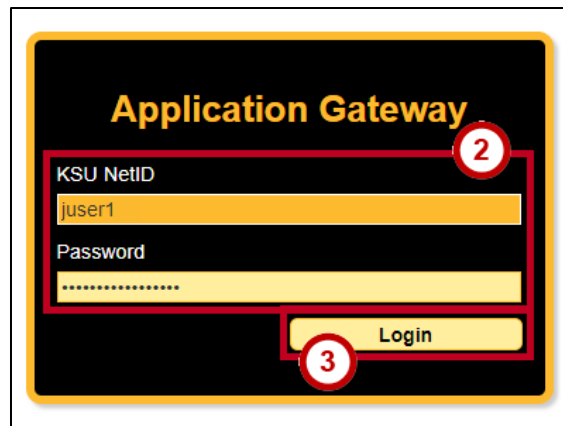 Application Gateway
2
KSU NetID
juser1
Password
•••••••••••••••••
Login
3